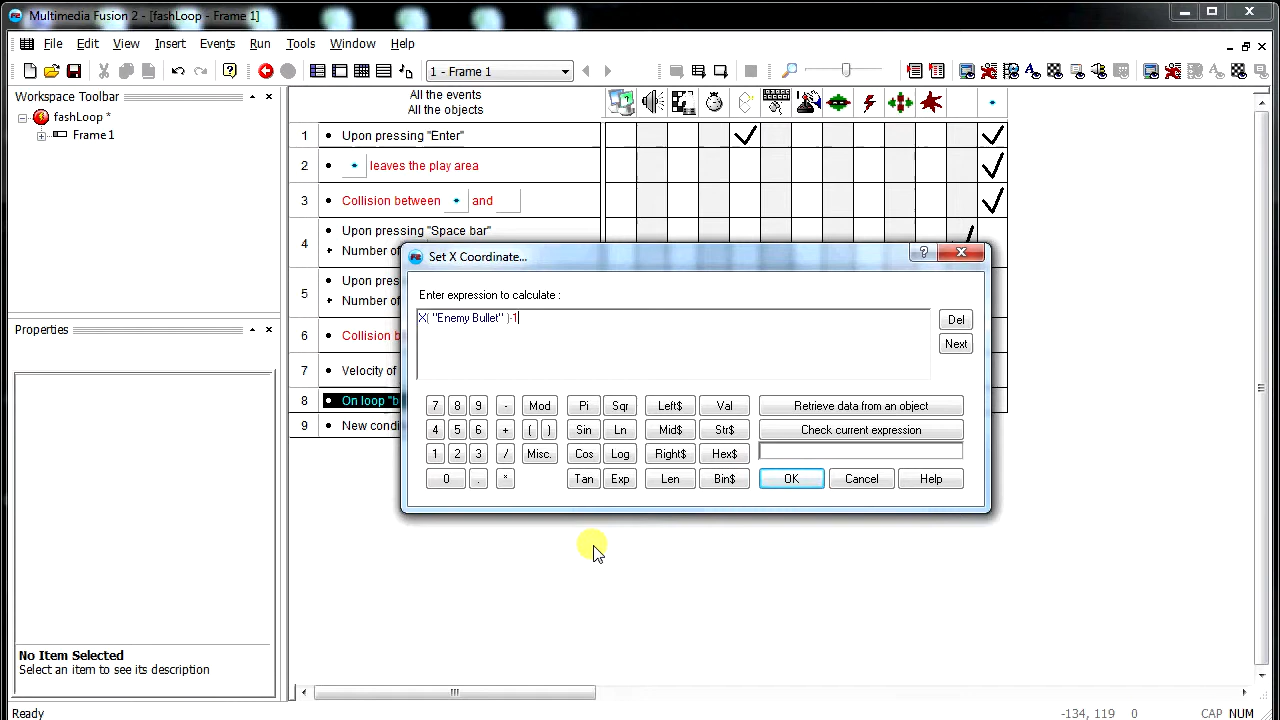 Multimedia Fusion 2 - [fashLoop - Frame 1]
File Edit View Insert Events Run Tools Window Help
1 - Frame 1
Workspace Toolbar
fashLoop *
Frame 1
Properties
No Item Selected
Select an item to see its description
All the events
All the objects
1 • Upon pressing "Enter"
2 • leaves the play area
3 • Collision between and
4 • Upon pressing "Space bar"
+ Number of
5 • Upon pres
+ Number of
6 • Collision b
7 • Velocity of
8 • On loop "b
9 • New condi
Set X Coordinate...
Enter expression to calculate :
X( "Enemy Bullet" )-1
Del
Next
7 8 9 - Mod Pi Sqr Left$ Val Retrieve data from an object
4 5 6 + ( ) Sin Ln Mid$ Str$ Check current expression
1 2 3 / Misc. Cos Log Right$ Hex$
0 . * Tan Exp Len Bin$ OK Cancel Help
Ready
-134, 119 0 CAP NUM